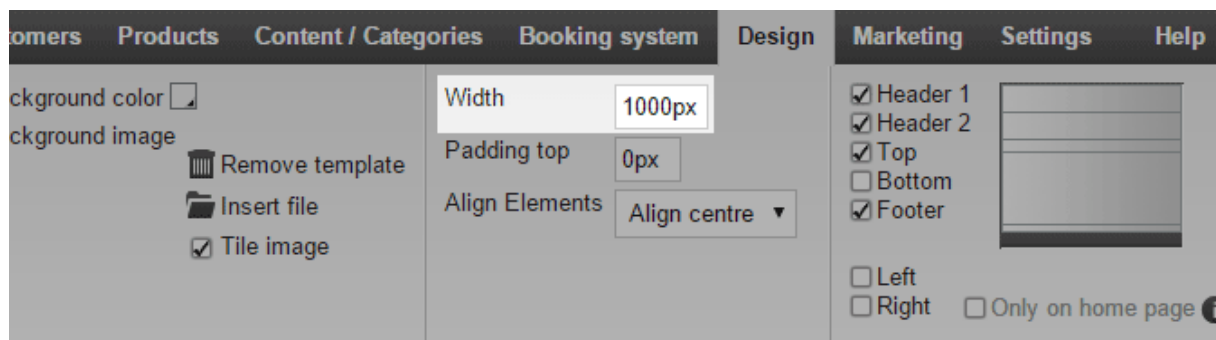 tomers Products Content / Categories Booking system Design Marketing Settings Help
ckground color
ckground image
Remove template
Insert file
Tile image
Width 1000px
Padding top 0px
Align Elements Align centre
Header 1
Header 2
Top
Bottom
Footer
Left
Right Only on home page i